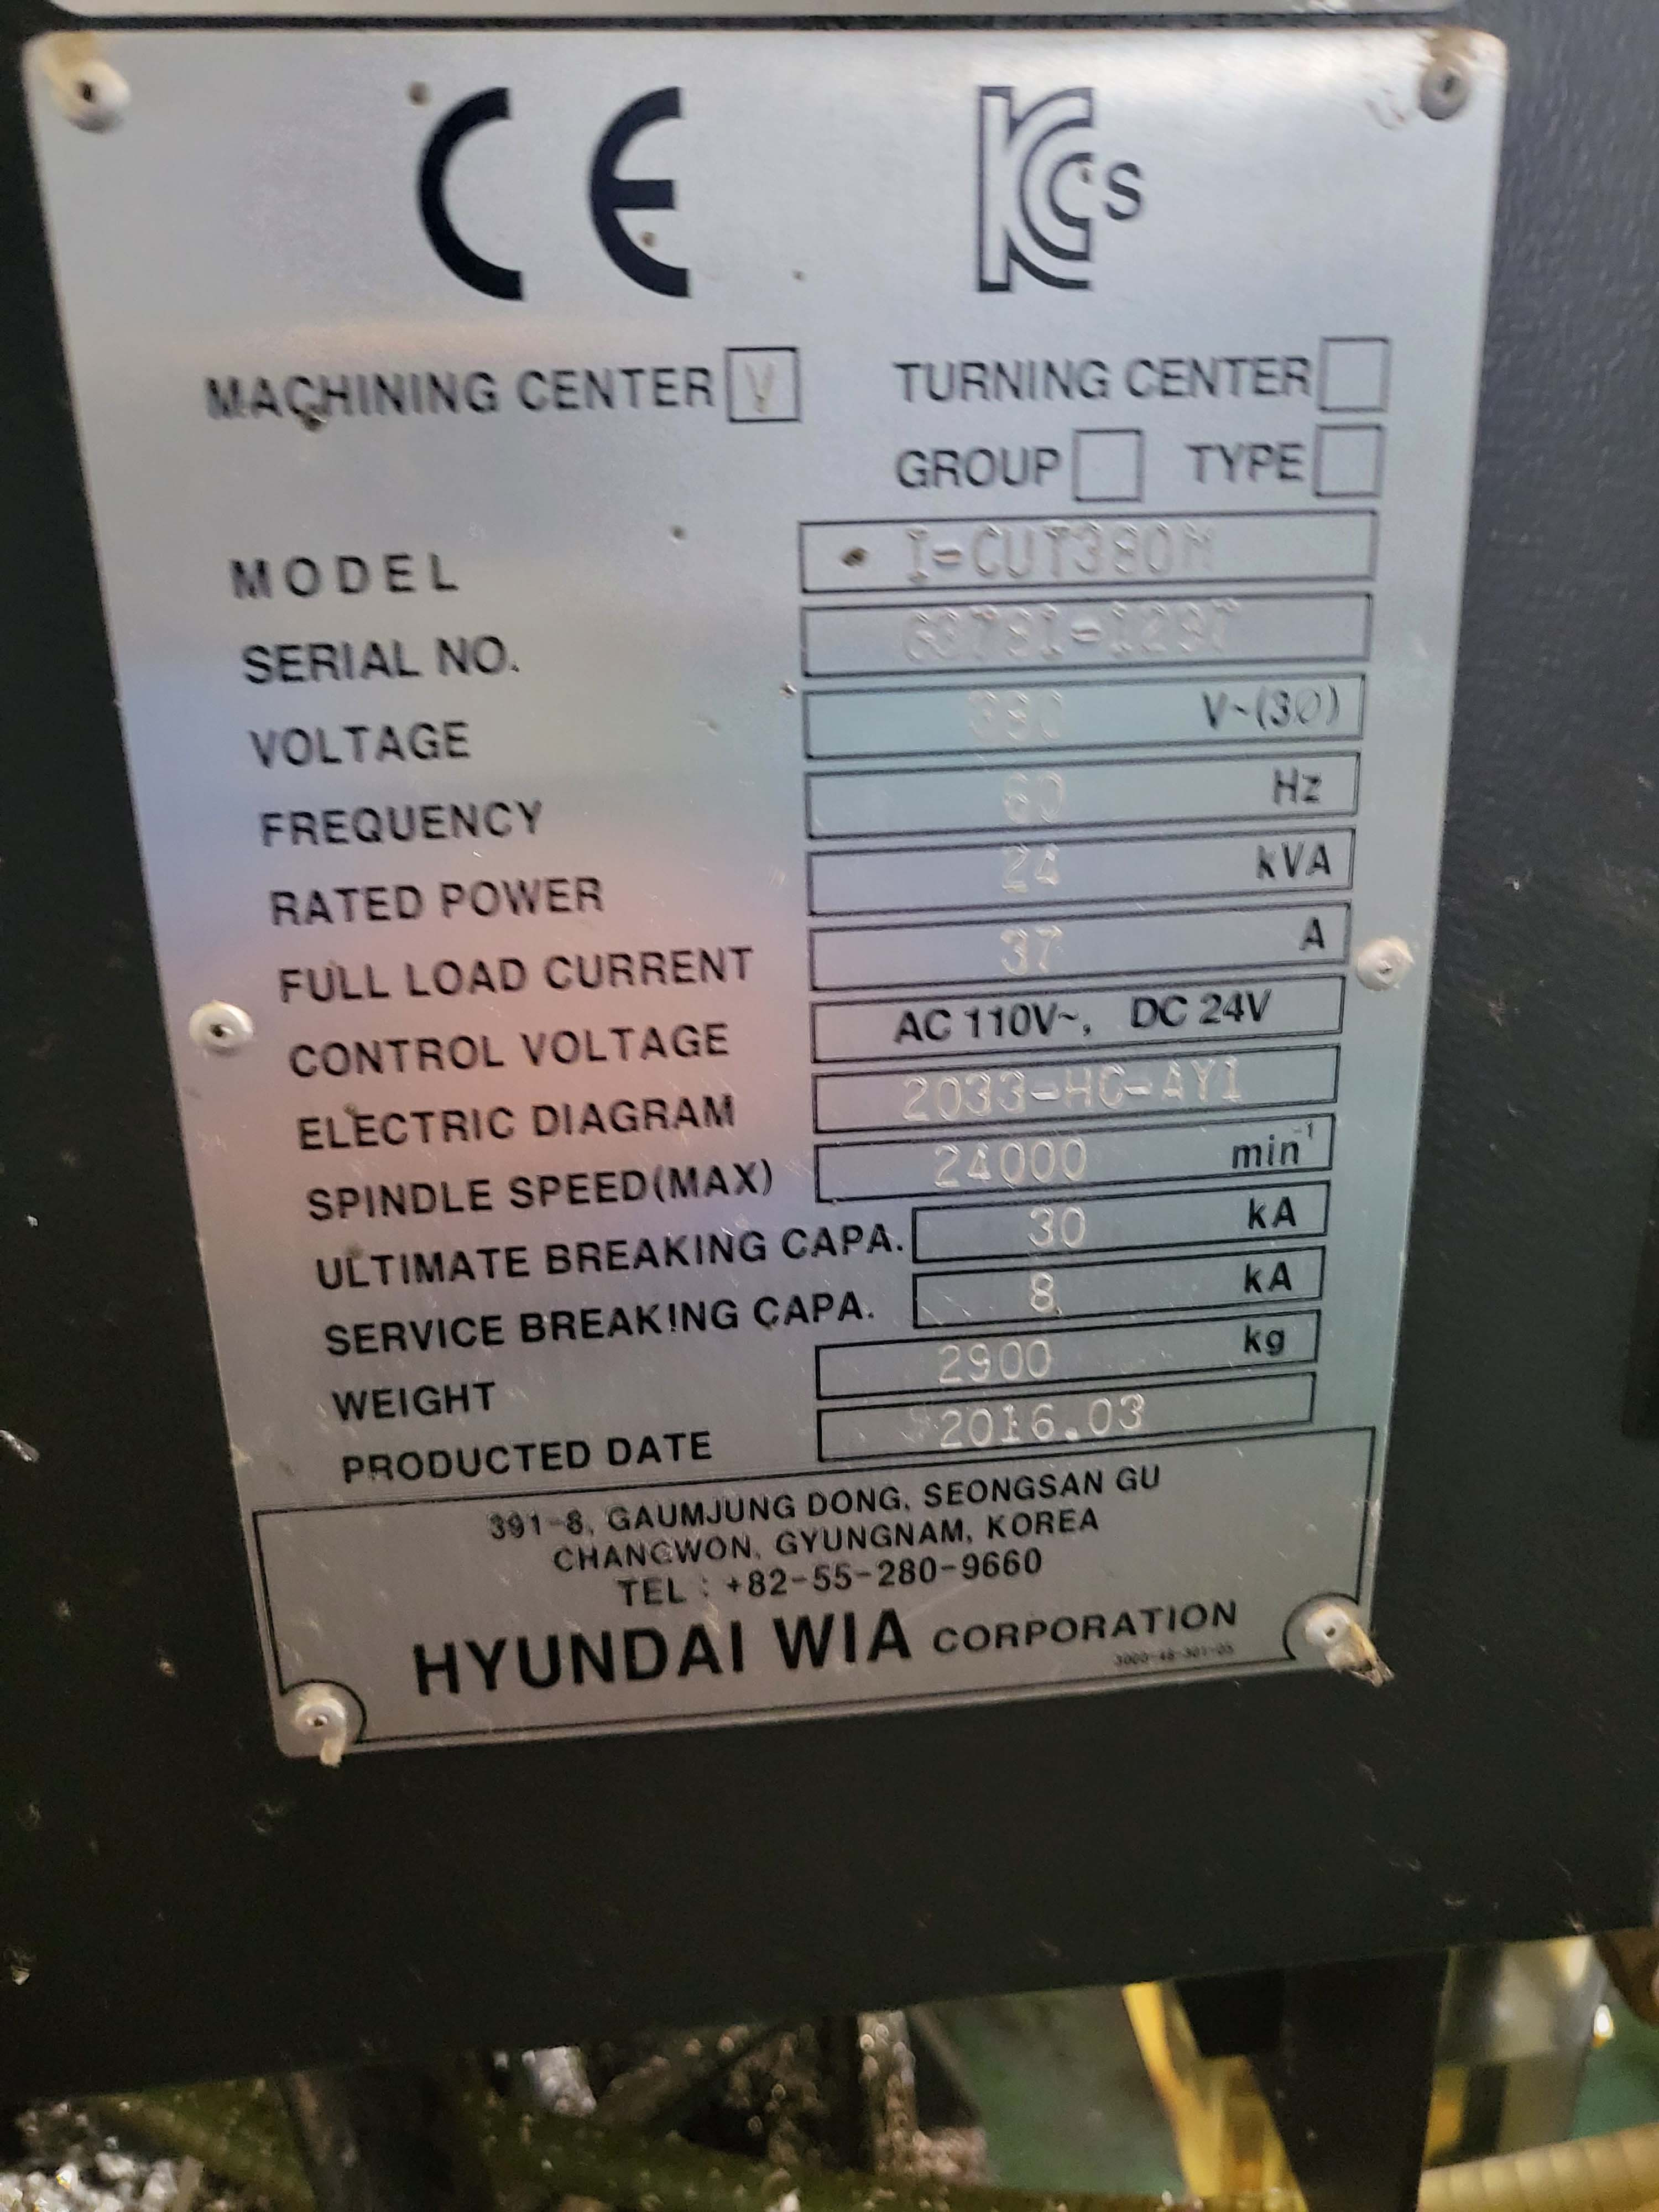 CE KCs
MACHINING CENTER V TURNING CENTER
GROUP TYPE
MODEL I-CUT380M
SERIAL NO.
VOLTAGE 380 V~(3Ø)
FREQUENCY 60 Hz
RATED POWER 24 kVA
FULL LOAD CURRENT 37 A
CONTROL VOLTAGE AC 110V~, DC 24V
ELECTRIC DIAGRAM 2033-HC-AY1
SPINDLE SPEED(MAX) 24000 min⁻¹
ULTIMATE BREAKING CAPA. 30 kA
SERVICE BREAKING CAPA. 8 kA
WEIGHT 2900 kg
PRODUCTED DATE 2016.03
391-8, GAUMJUNG DONG, SEONGSAN GU
CHANGWON, GYUNGNAM, KOREA
TEL : +82-55-280-9660
HYUNDAI WIA CORPORATION